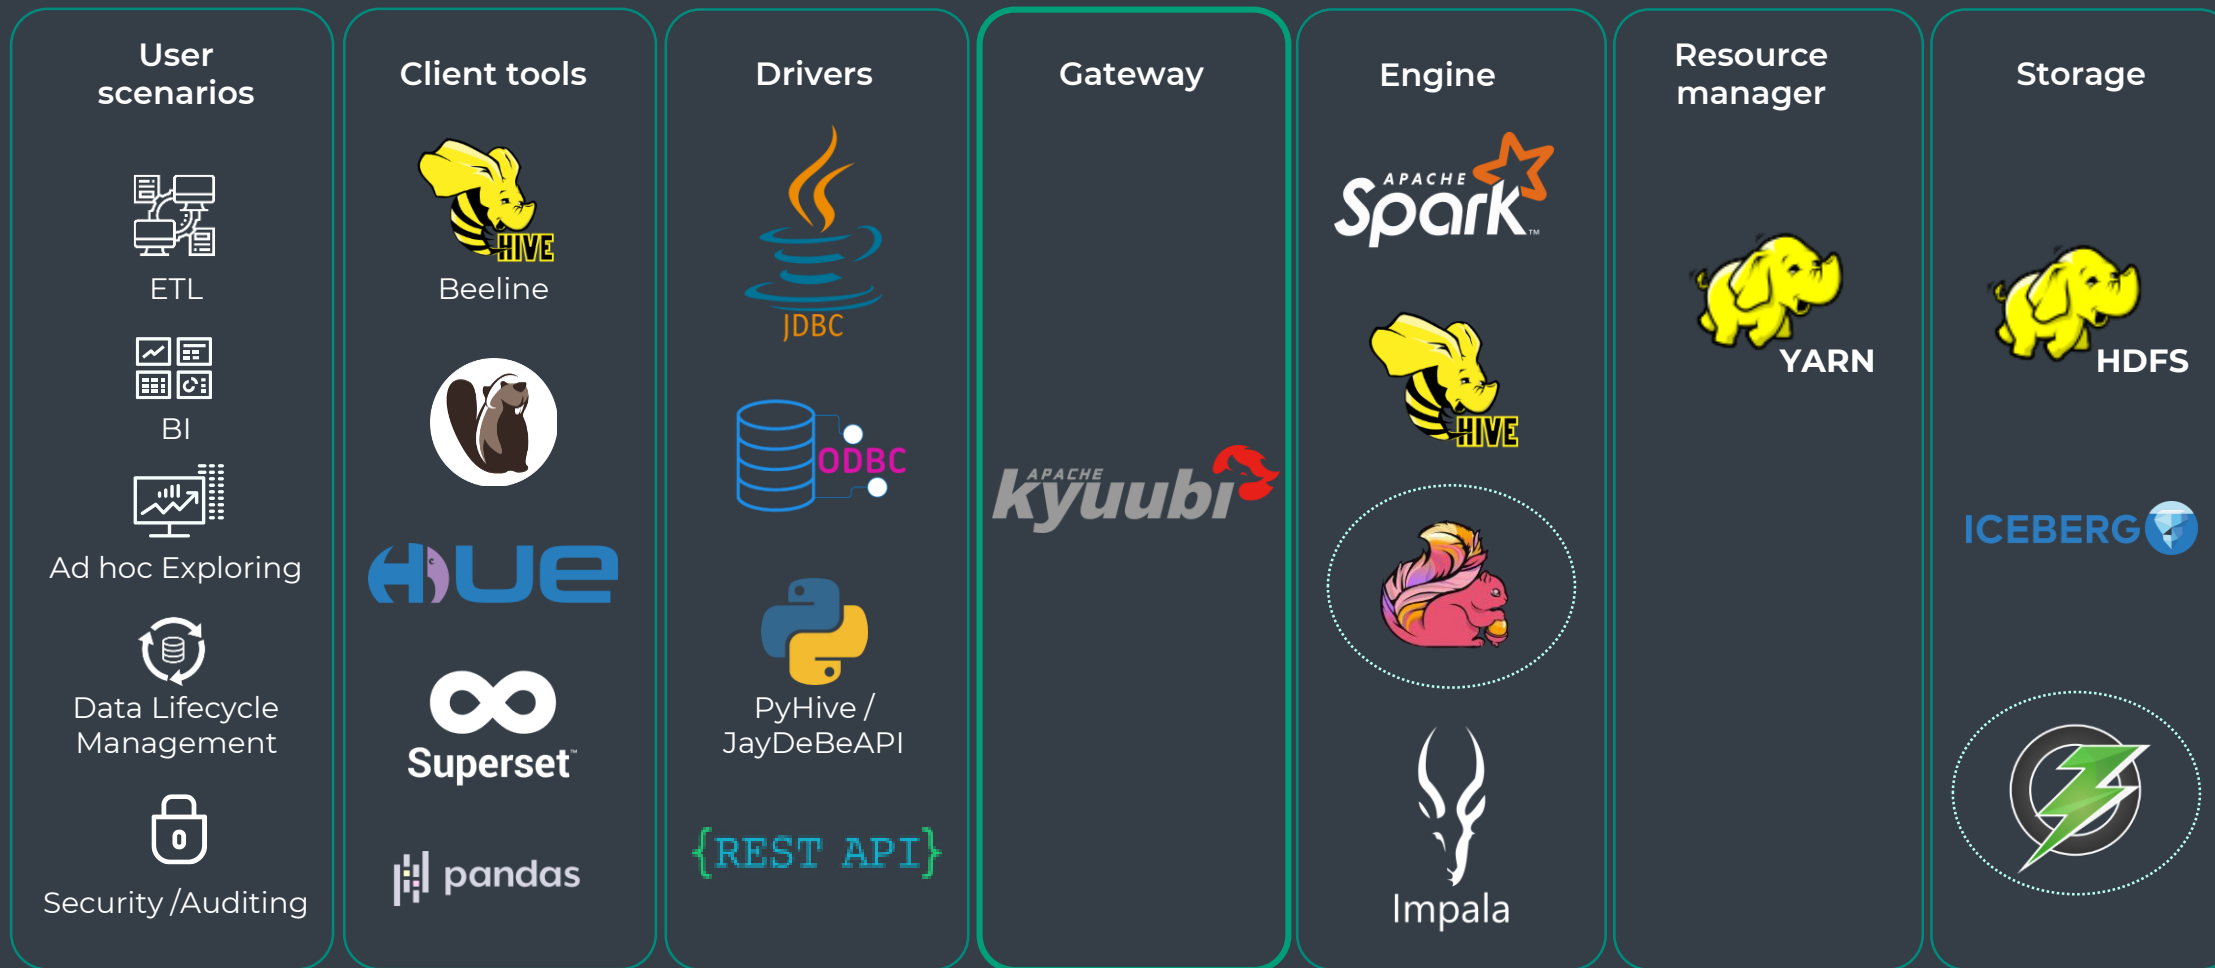 User
scenarios
ETL
BI
Ad hoc Exploring
Data Lifecycle
Management
Security /Auditing
Client tools
HIVE
Beeline
HUE
Superset™
pandas
Drivers
JDBC
ODBC
PyHive /
JayDeBeAPI
{REST API}
Gateway
APACHE
kyuubi
Engine
APACHE
Spark™
HIVE
Impala
Resource
manager
YARN
Storage
HDFS
ICEBERG